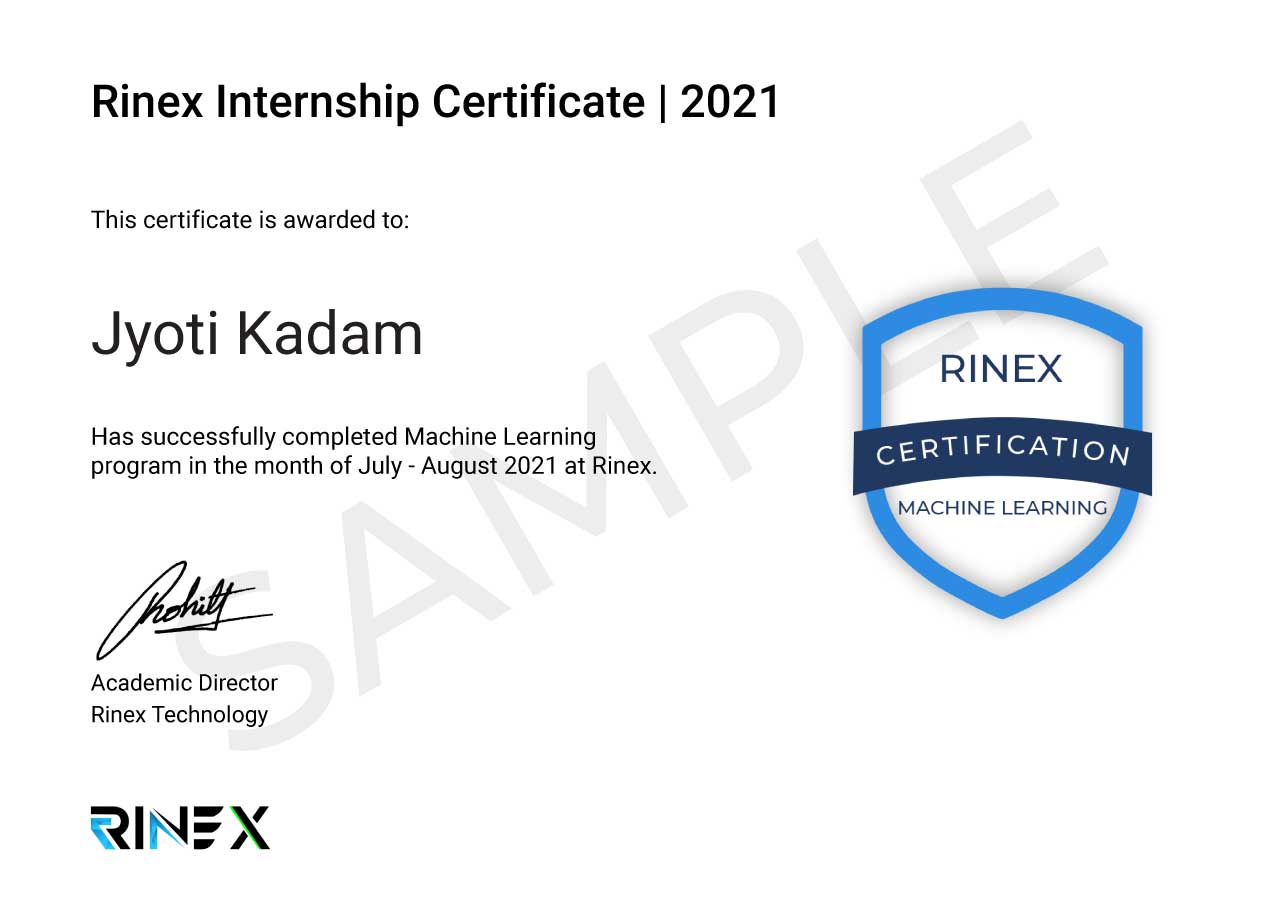 Rinex Internship Certificate | 2021
This certificate is awarded to:
Jyoti Kadam
Has successfully completed Machine Learning
program in the month of July - August 2021 at Rinex.
Rohitt
Academic Director
Rinex Technology
RINEX
RINEX
CERTIFICATION
MACHINE LEARNING
SAMPLE